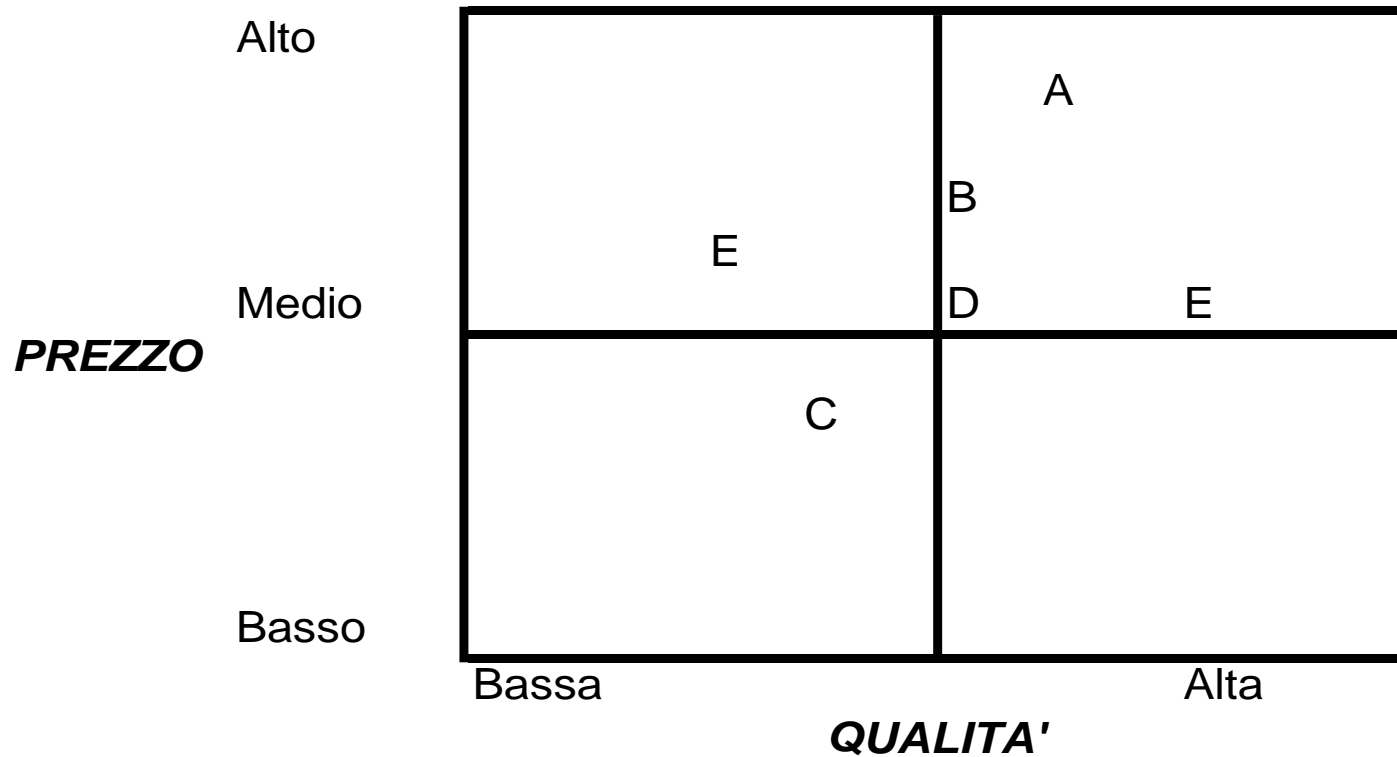 Alto
A
B
E
Medio
D E
PREZZO
C
Basso
Bassa Alta
QUALITA'